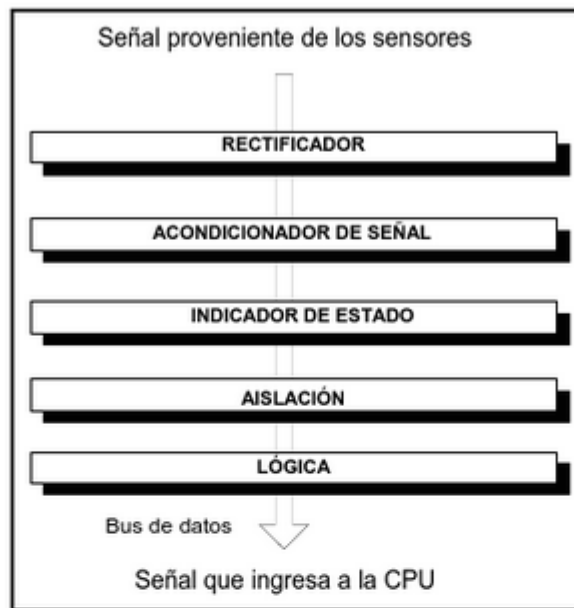 Señal proveniente de los sensores
RECTIFICADOR
ACONDICIONADOR DE SEÑAL
INDICADOR DE ESTADO
AISLACIÓN
LÓGICA
Bus de datos
Señal que ingresa a la CPU